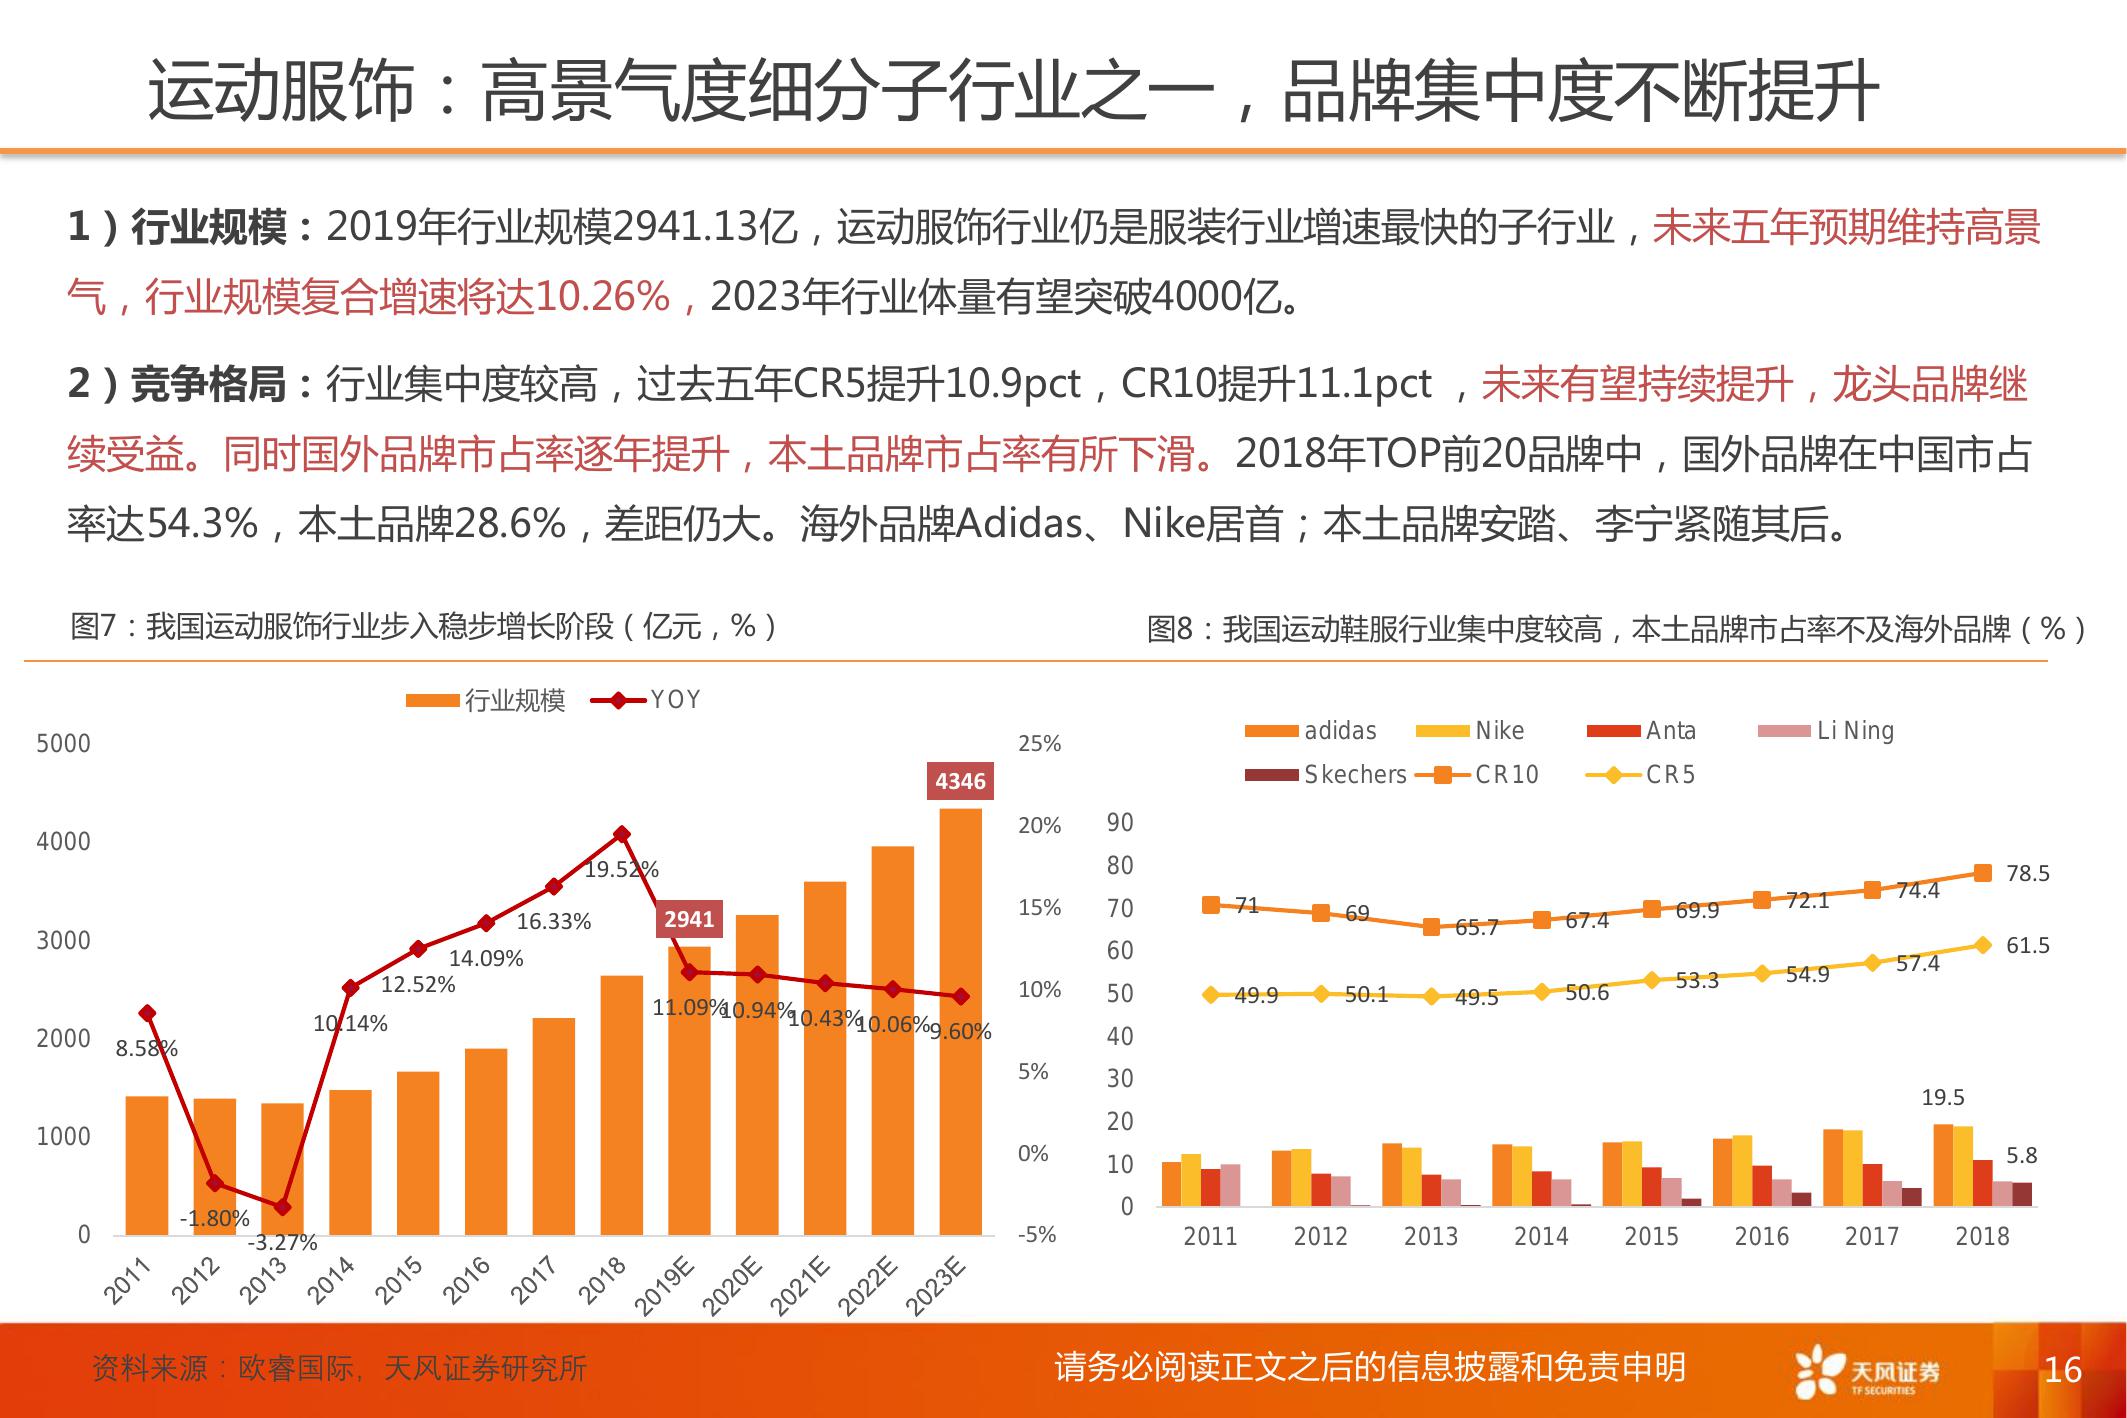 运动服饰：高景气度细分子行业之一，品牌集中度不断提升
1）行业规模：2019年行业规模2941.13亿，运动服饰行业仍是服装行业增速最快的子行业，未来五年预期维持高景
气，行业规模复合增速将达10.26%，2023年行业体量有望突破4000亿。
2）竞争格局：行业集中度较高，过去五年CR5提升10.9pct，CR10提升11.1pct ，未来有望持续提升，龙头品牌继
续受益。同时国外品牌市占率逐年提升，本土品牌市占率有所下滑。2018年TOP前20品牌中，国外品牌在中国市占
率达54.3%，本土品牌28.6%，差距仍大。海外品牌Adidas、Nike居首；本土品牌安踏、李宁紧随其后。
图7：我国运动服饰行业步入稳步增长阶段（亿元，%）
行业规模 YOY
5000
4000
3000
2000
1000
0
25%
20%
15%
10%
5%
0%
-5%
8.58%
-1.80%
-3.27%
10.14%
12.52%
14.09%
16.33%
19.52%
11.09%
10.94%
10.43%
10.06%
9.60%
2941
4346
2011 2012 2013 2014 2015 2016 2017 2018 2019E 2020E 2021E 2022E 2023E
图8：我国运动鞋服行业集中度较高，本土品牌市占率不及海外品牌（%）
adidas Nike Anta Li Ning
Skechers CR10 CR5
90
80
70
60
50
40
30
20
10
0
71 69 65.7 67.4 69.9 72.1 74.4 78.5
49.9 50.1 49.5 50.6 53.3 54.9 57.4 61.5
19.5
5.8
2011 2012 2013 2014 2015 2016 2017 2018
资料来源：欧睿国际，天风证券研究所
请务必阅读正文之后的信息披露和免责申明
天风证券
TF SECURITIES
16